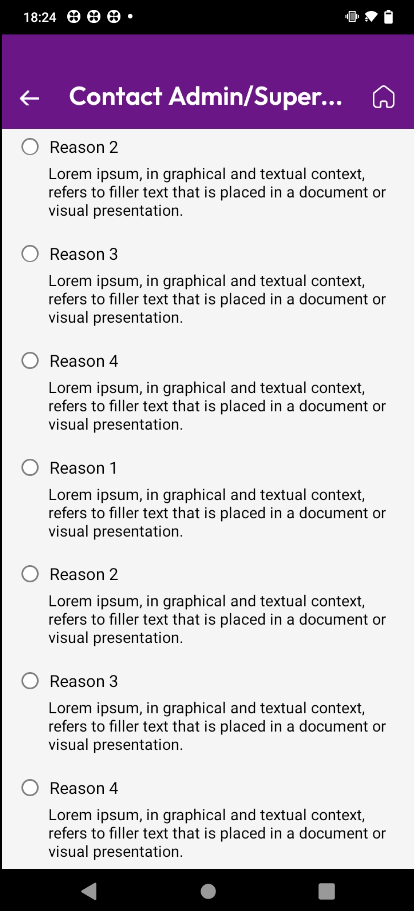 18:24
Contact Admin/Super...
Reason 2
Lorem ipsum, in graphical and textual context,
refers to filler text that is placed in a document or
visual presentation.
Reason 3
Lorem ipsum, in graphical and textual context,
refers to filler text that is placed in a document or
visual presentation.
Reason 4
Lorem ipsum, in graphical and textual context,
refers to filler text that is placed in a document or
visual presentation.
Reason 1
Lorem ipsum, in graphical and textual context,
refers to filler text that is placed in a document or
visual presentation.
Reason 2
Lorem ipsum, in graphical and textual context,
refers to filler text that is placed in a document or
visual presentation.
Reason 3
Lorem ipsum, in graphical and textual context,
refers to filler text that is placed in a document or
visual presentation.
Reason 4
Lorem ipsum, in graphical and textual context,
refers to filler text that is placed in a document or
visual presentation.